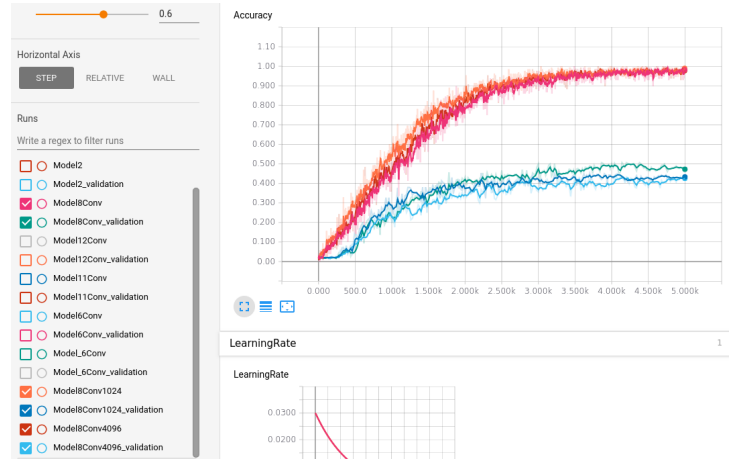 0.6
Horizontal Axis
STEP RELATIVE WALL
Runs
Write a regex to filter runs
Model2
Model2_validation
Model8Conv
Model8Conv_validation
Model12Conv
Model12Conv_validation
Model11Conv
Model11Conv_validation
Model6Conv
Model6Conv_validation
Model_6Conv
Model_6Conv_validation
Model8Conv1024
Model8Conv1024_validation
Model8Conv4096
Model8Conv4096_validation
Accuracy
1.10
1.00
0.900
0.800
0.700
0.600
0.500
0.400
0.300
0.200
0.100
0.00
0.000 500.0 1.000k 1.500k 2.000k 2.500k 3.000k 3.500k 4.000k 4.500k 5.000k
LearningRate 1
LearningRate
0.0300
0.0200